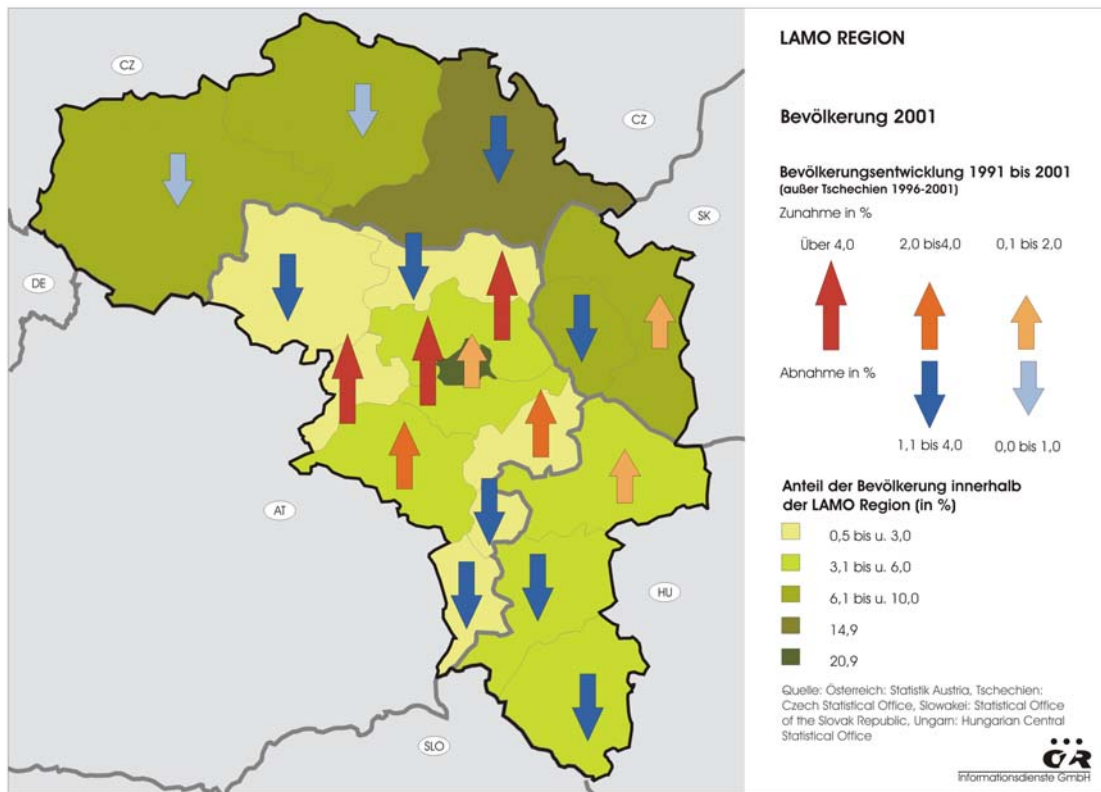 CZ
CZ
SK
DE
AT
HU
SLO
LAMO REGION
Bevölkerung 2001
Bevölkerungsentwicklung 1991 bis 2001
(außer Tschechien 1996-2001)
Zunahme in %
Über 4,0 2,0 bis4,0 0,1 bis 2,0
Abnahme in %
1,1 bis 4,0 0,0 bis 1,0
Anteil der Bevölkerung innerhalb
der LAMO Region (in %)
0,5 bis u. 3,0
3,1 bis u. 6,0
6,1 bis u. 10,0
14,9
20,9
Quelle: Österreich: Statistik Austria, Tschechien:
Czech Statistical Office, Slowakei: Statistical Office
of the Slovak Republic, Ungarn: Hungarian Central
Statistical Office
ÖIR
Informationsdienste GmbH